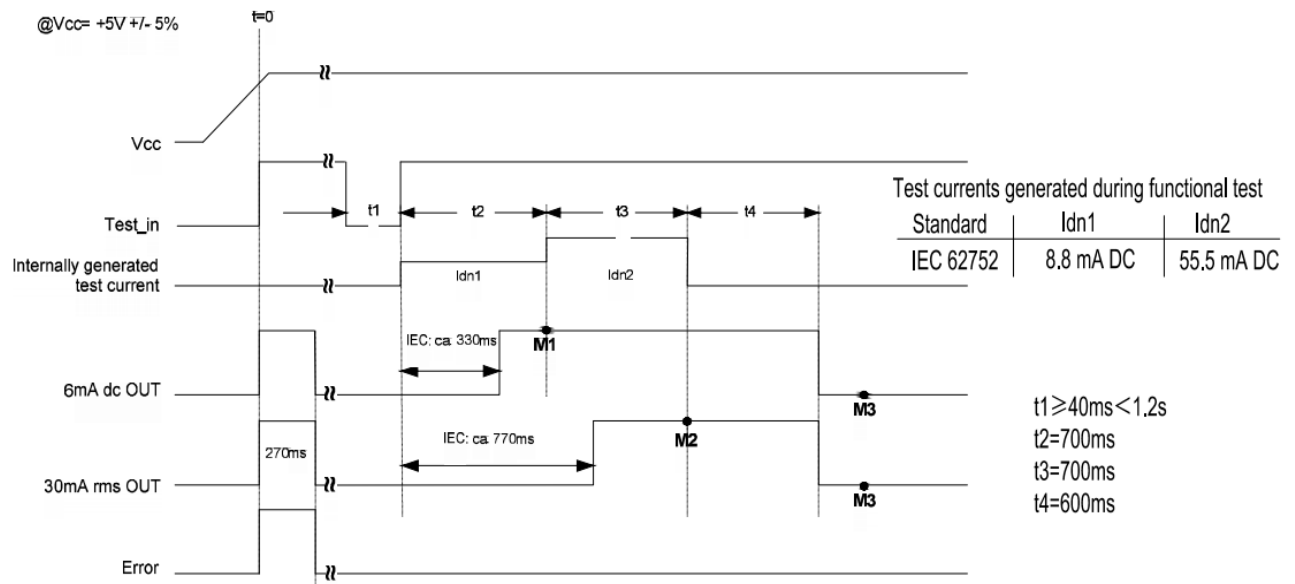 @Vcc= +5V +/- 5%
t=0
Vcc
Test_in
t1
t2
t3
t4
Test currents generated during functional test
Standard Idn1 Idn2
IEC 62752 8.8 mA DC 55.5 mA DC
Internally generated
test current
Idn1
Idn2
IEC: ca 330ms
M1
6mA dc OUT
M3
IEC: ca 770ms
M2
270ms
30mA rms OUT
M3
t1≥40ms<1.2s
t2=700ms
t3=700ms
t4=600ms
Error